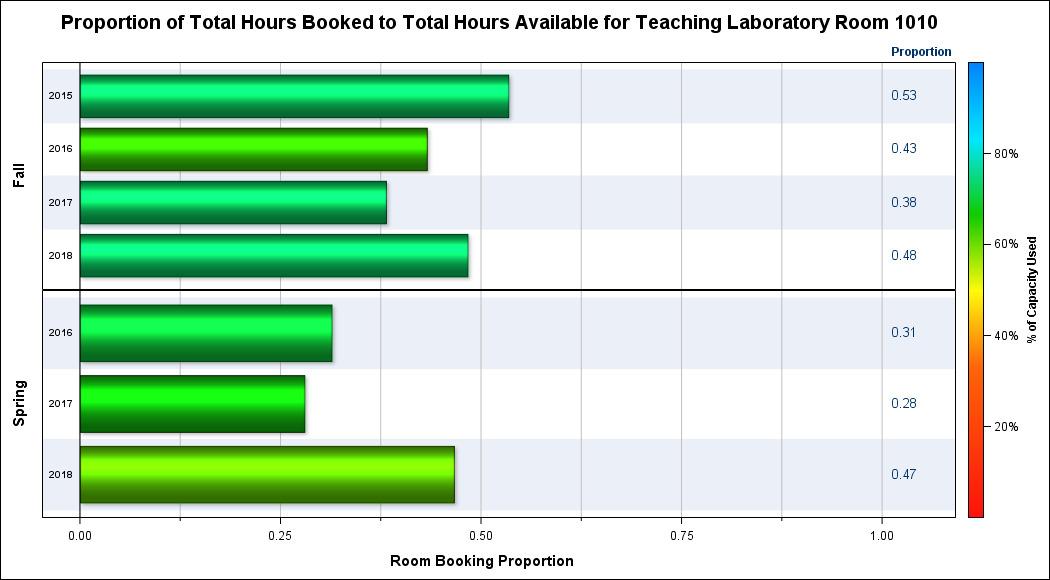 Proportion of Total Hours Booked to Total Hours Available for Teaching Laboratory Room 1010
Proportion
Fall
2015 0.53
2016 0.43
2017 0.38
2018 0.48
Spring
2016 0.31
2017 0.28
2018 0.47
0.00 0.25 0.50 0.75 1.00
Room Booking Proportion
80%
60%
40%
20%
% of Capacity Used